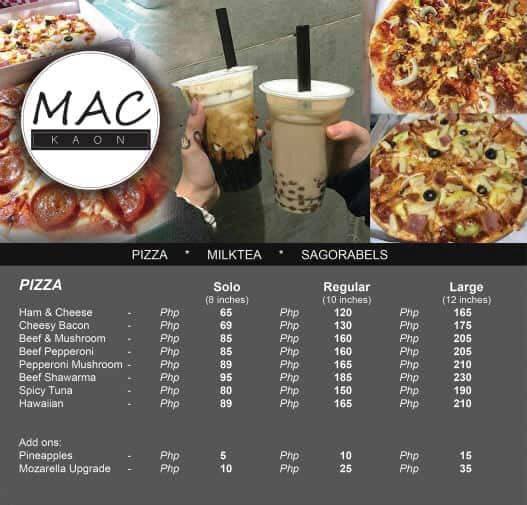 MAC
KAON
PIZZA * MILKTEA * SAGORABELS
PIZZA Solo Regular Large
(8 inches) (10 inches) (12 inches)
Ham & Cheese - Php 65 Php 120 Php 165
Cheesy Bacon - Php 69 Php 130 Php 175
Beef & Mushroom - Php 85 Php 160 Php 205
Beef Pepperoni - Php 85 Php 160 Php 205
Pepperoni Mushroom - Php 89 Php 165 Php 210
Beef Shawarma - Php 95 Php 185 Php 230
Spicy Tuna - Php 80 Php 150 Php 190
Hawaiian - Php 89 Php 165 Php 210
Add ons:
Pineapples - Php 5 Php 10 Php 15
Mozarella Upgrade - Php 10 Php 25 Php 35